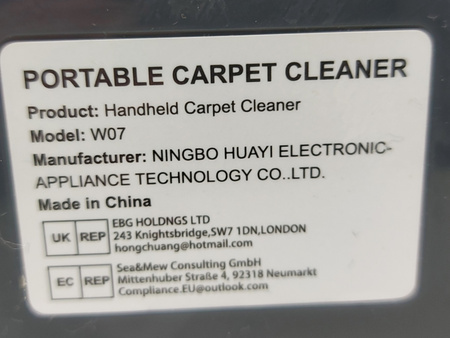 PORTABLE CARPET CLEANER
Product: Handheld Carpet Cleaner
Model: W07
Manufacturer: NINGBO HUAYI ELECTRONIC-
APPLIANCE TECHNOLOGY CO..LTD.
Made in China
UK REP
EBG HOLDNGS LTD
243 Knightsbridge,SW7 1DN,LONDON
hongchuang@hotmail.com
EC REP
Sea&Mew Consulting GmbH
Mittenhuber Straße 4, 92318 Neumarkt
Compliance.EU@outlook.com